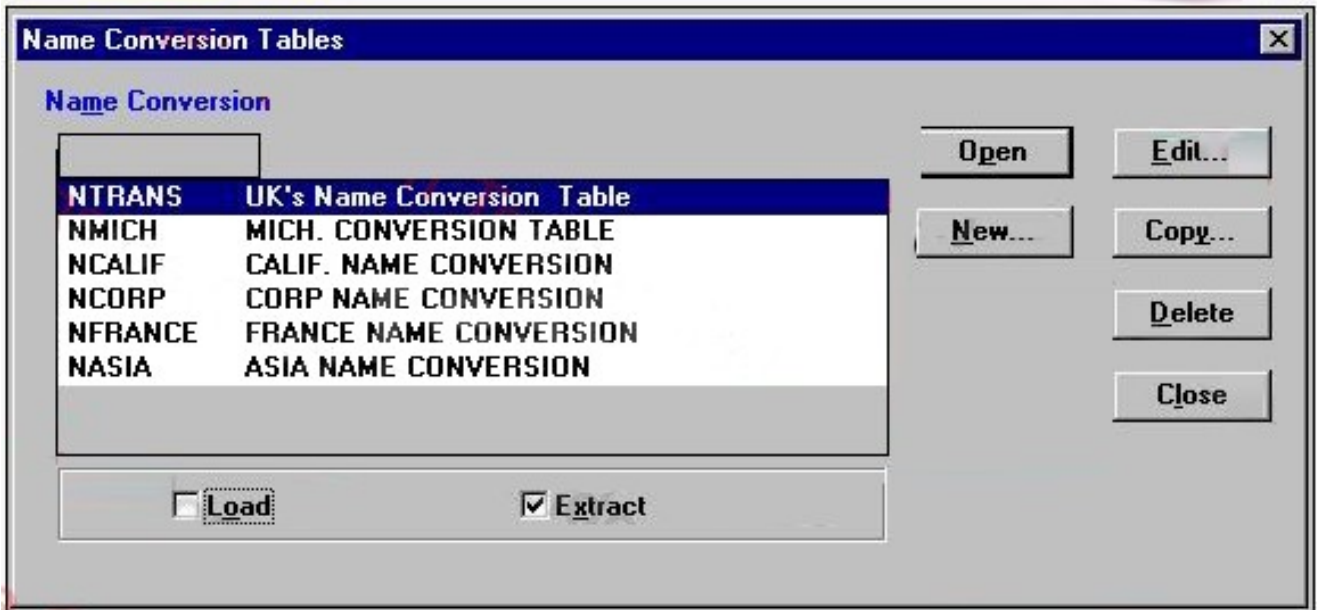 Name Conversion Tables
Name Conversion
Open
Edit...
NTRANS UK's Name Conversion Table
NMICH MICH. CONVERSION TABLE
New...
Copy...
NCALIF CALIF. NAME CONVERSION
NCORP CORP NAME CONVERSION
Delete
NFRANCE FRANCE NAME CONVERSION
NASIA ASIA NAME CONVERSION
Close
Load
Extract